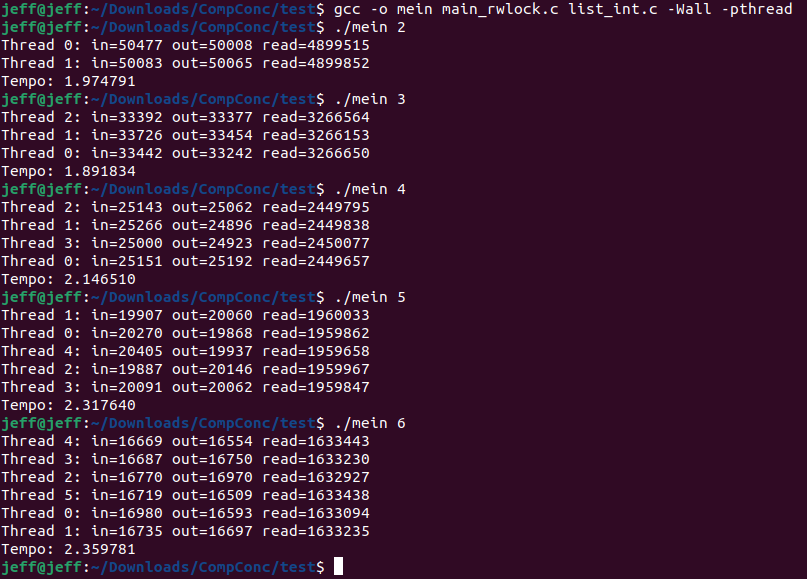 jeff@jeff:~/Downloads/CompConc/test$ gcc -o mein main_rwlock.c list_int.c -Wall -pthread
jeff@jeff:~/Downloads/CompConc/test$ ./mein 2
Thread 0: in=50477 out=50008 read=4899515
Thread 1: in=50083 out=50065 read=4899852
Tempo: 1.974791
jeff@jeff:~/Downloads/CompConc/test$ ./mein 3
Thread 2: in=33392 out=33377 read=3266564
Thread 1: in=33726 out=33454 read=3266153
Thread 0: in=33442 out=33242 read=3266650
Tempo: 1.891834
jeff@jeff:~/Downloads/CompConc/test$ ./mein 4
Thread 2: in=25143 out=25062 read=2449795
Thread 1: in=25266 out=24896 read=2449838
Thread 3: in=25000 out=24923 read=2450077
Thread 0: in=25151 out=25192 read=2449657
Tempo: 2.146510
jeff@jeff:~/Downloads/CompConc/test$ ./mein 5
Thread 1: in=19907 out=20060 read=1960033
Thread 0: in=20270 out=19868 read=1959862
Thread 4: in=20405 out=19937 read=1959658
Thread 2: in=19887 out=20146 read=1959967
Thread 3: in=20091 out=20062 read=1959847
Tempo: 2.317640
jeff@jeff:~/Downloads/CompConc/test$ ./mein 6
Thread 4: in=16669 out=16554 read=1633443
Thread 3: in=16687 out=16750 read=1633230
Thread 2: in=16770 out=16970 read=1632927
Thread 5: in=16719 out=16509 read=1633438
Thread 0: in=16980 out=16593 read=1633094
Thread 1: in=16735 out=16697 read=1633235
Tempo: 2.359781
jeff@jeff:~/Downloads/CompConc/test$